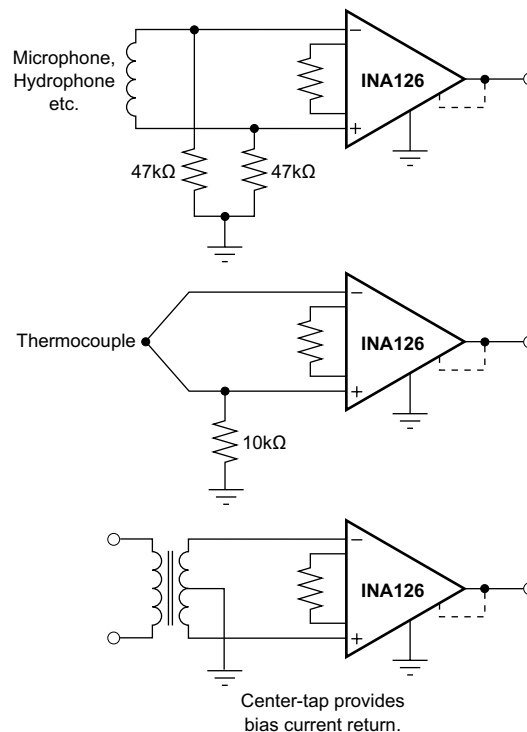 Microphone,
Hydrophone
etc.
−
INA126
+
47kΩ 47kΩ
Thermocouple
−
INA126
+
10kΩ
−
INA126
+
Center-tap provides
bias current return.